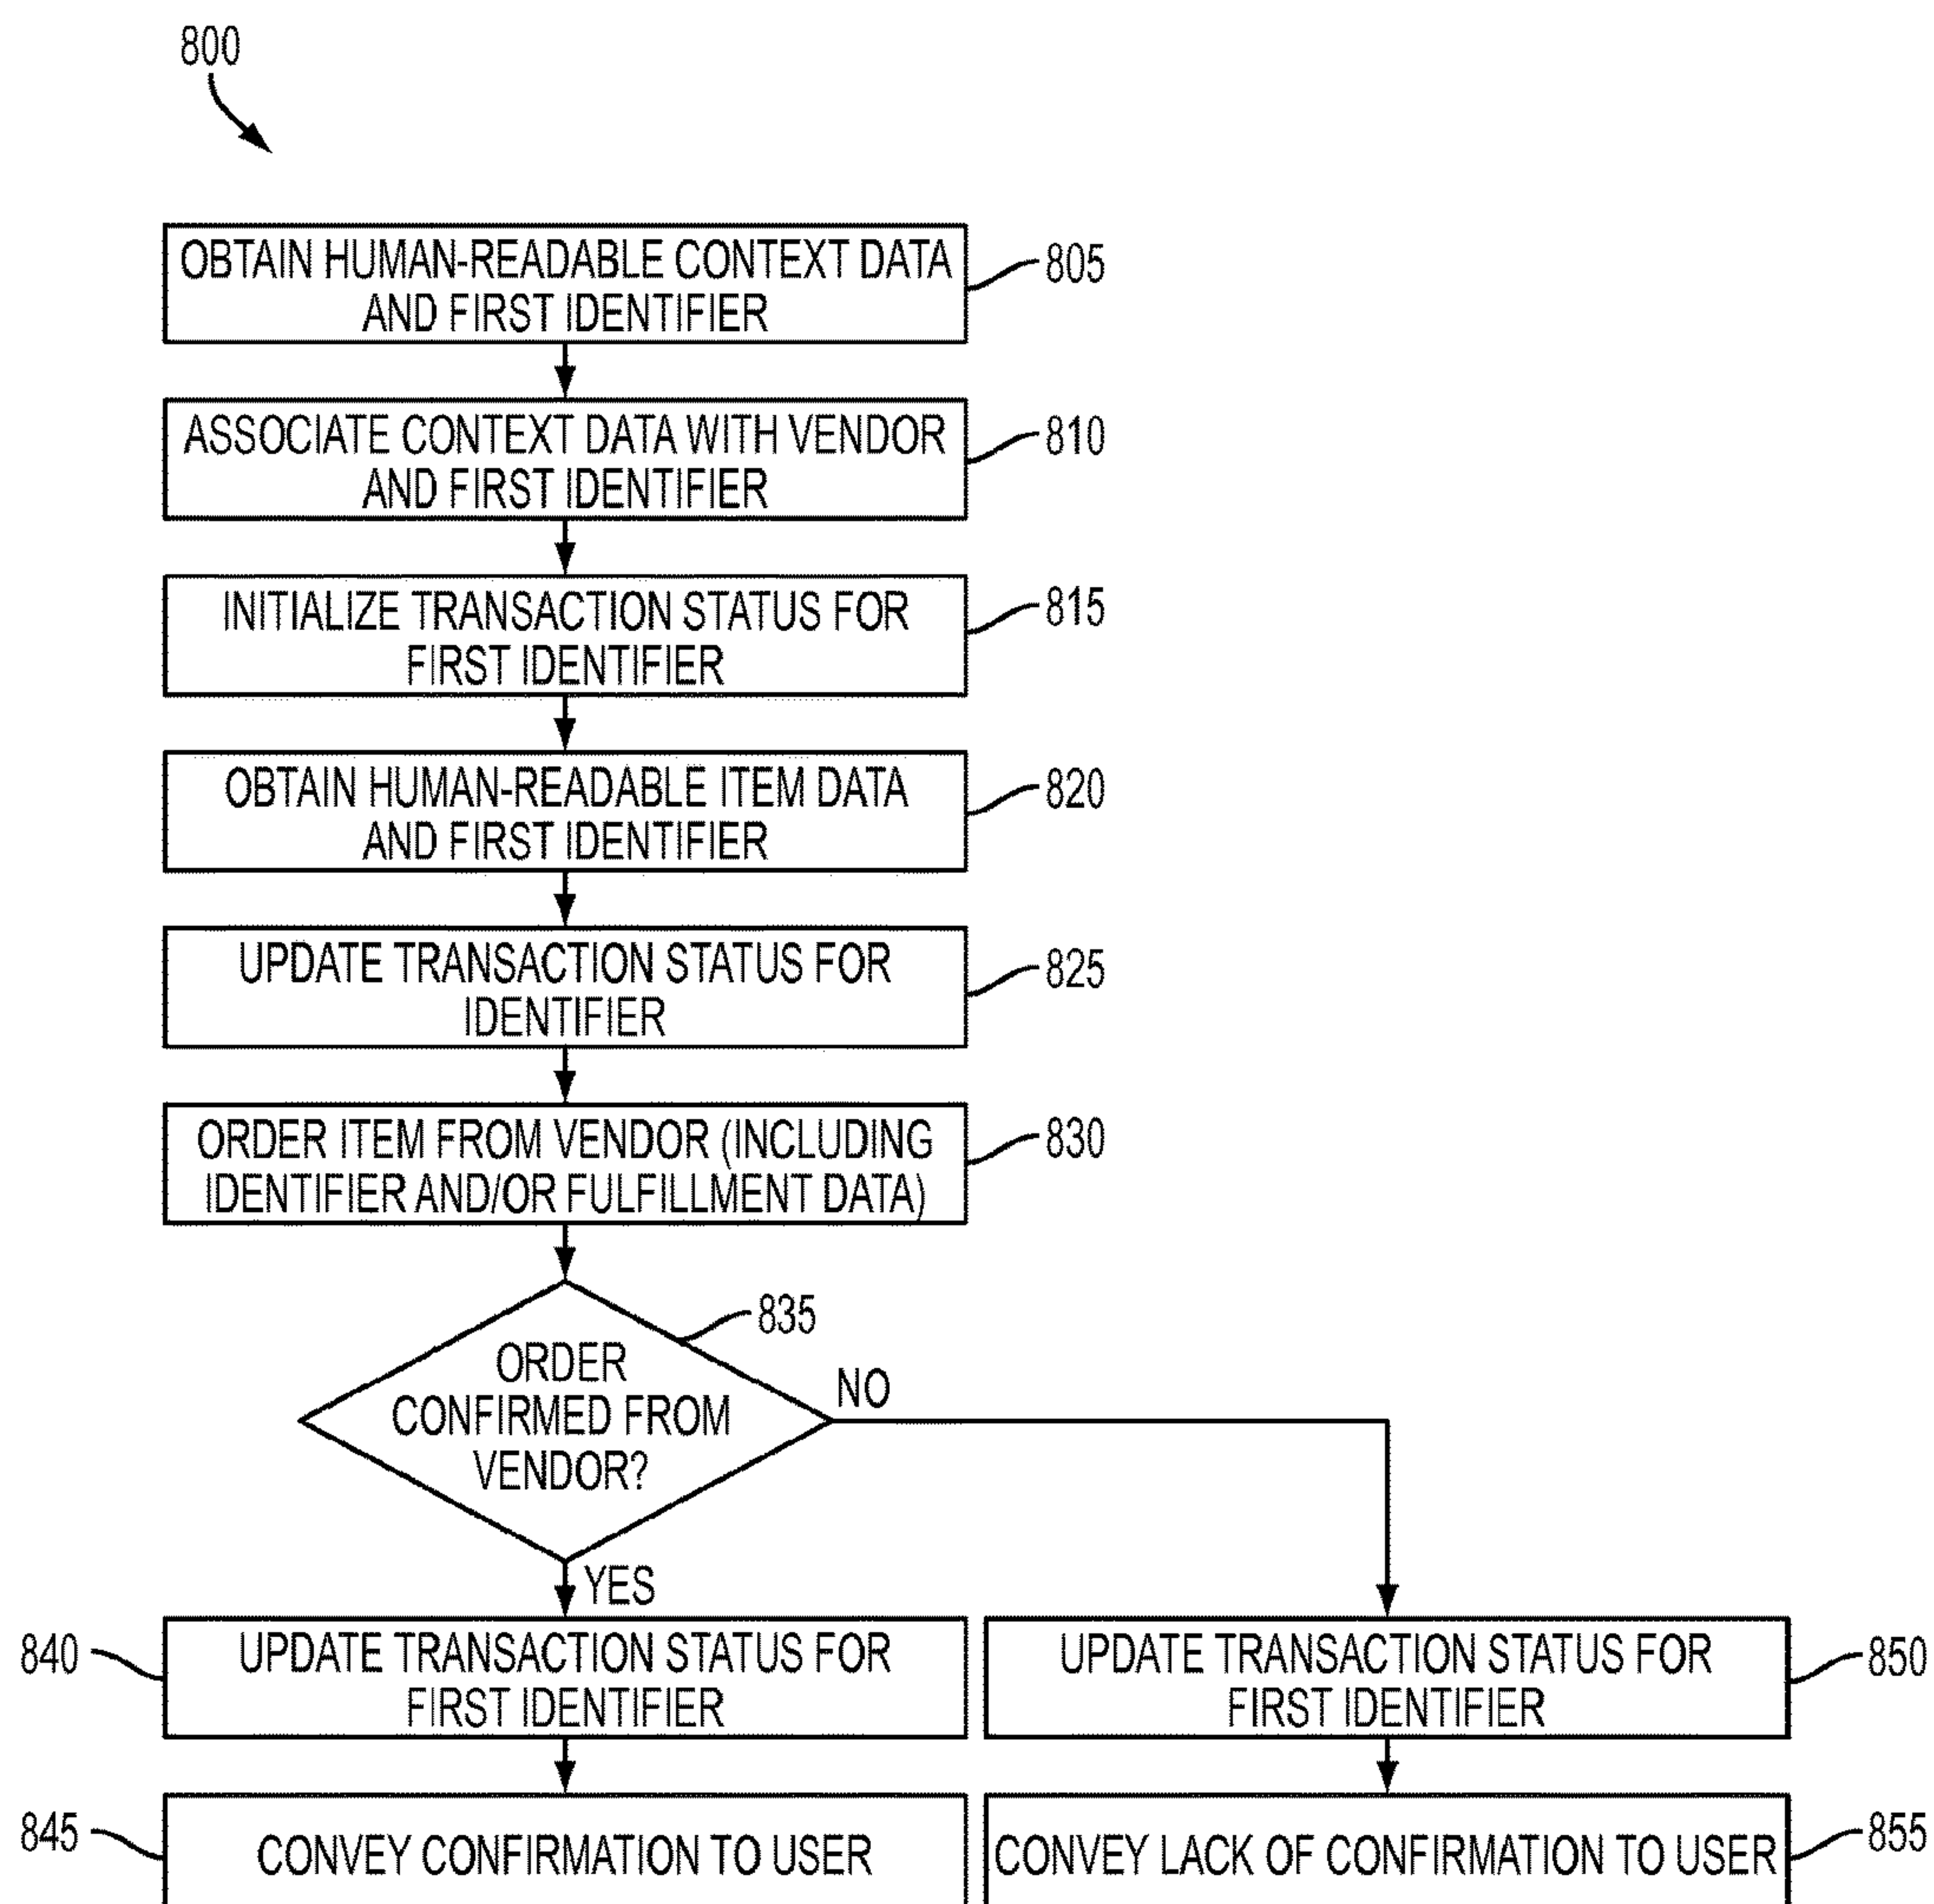 800
OBTAIN HUMAN-READABLE CONTEXT DATA
AND FIRST IDENTIFIER
805
ASSOCIATE CONTEXT DATA WITH VENDOR
AND FIRST IDENTIFIER
810
INITIALIZE TRANSACTION STATUS FOR
FIRST IDENTIFIER
815
OBTAIN HUMAN-READABLE ITEM DATA
AND FIRST IDENTIFIER
820
UPDATE TRANSACTION STATUS FOR
IDENTIFIER
825
ORDER ITEM FROM VENDOR (INCLUDING
IDENTIFIER AND/OR FULFILLMENT DATA)
830
835
ORDER
CONFIRMED FROM
VENDOR?
NO
YES
840
UPDATE TRANSACTION STATUS FOR
FIRST IDENTIFIER
UPDATE TRANSACTION STATUS FOR
FIRST IDENTIFIER
850
845
CONVEY CONFIRMATION TO USER
CONVEY LACK OF CONFIRMATION TO USER
855